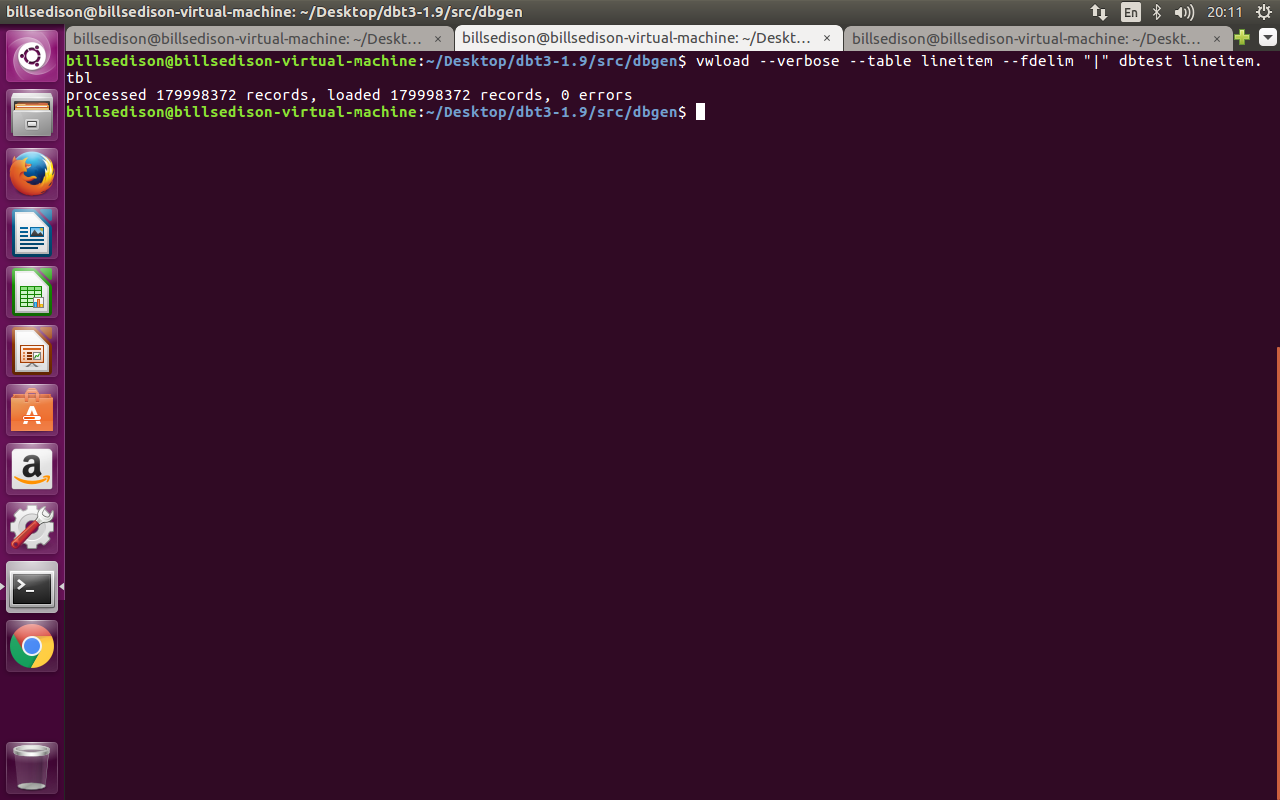 billsedison@billsedison-virtual-machine: ~/Desktop/dbt3-1.9/src/dbgen
En
20:11
billsedison@billsedison-virtual-machine: ~/Deskt... ×
billsedison@billsedison-virtual-machine: ~/Deskt... ×
billsedison@billsedison-virtual-machine: ~/Deskt... ×
billsedison@billsedison-virtual-machine:~/Desktop/dbt3-1.9/src/dbgen$ vwload --verbose --table lineitem --fdelim "|" dbtest lineitem.
tbl
processed 179998372 records, loaded 179998372 records, 0 errors
billsedison@billsedison-virtual-machine:~/Desktop/dbt3-1.9/src/dbgen$